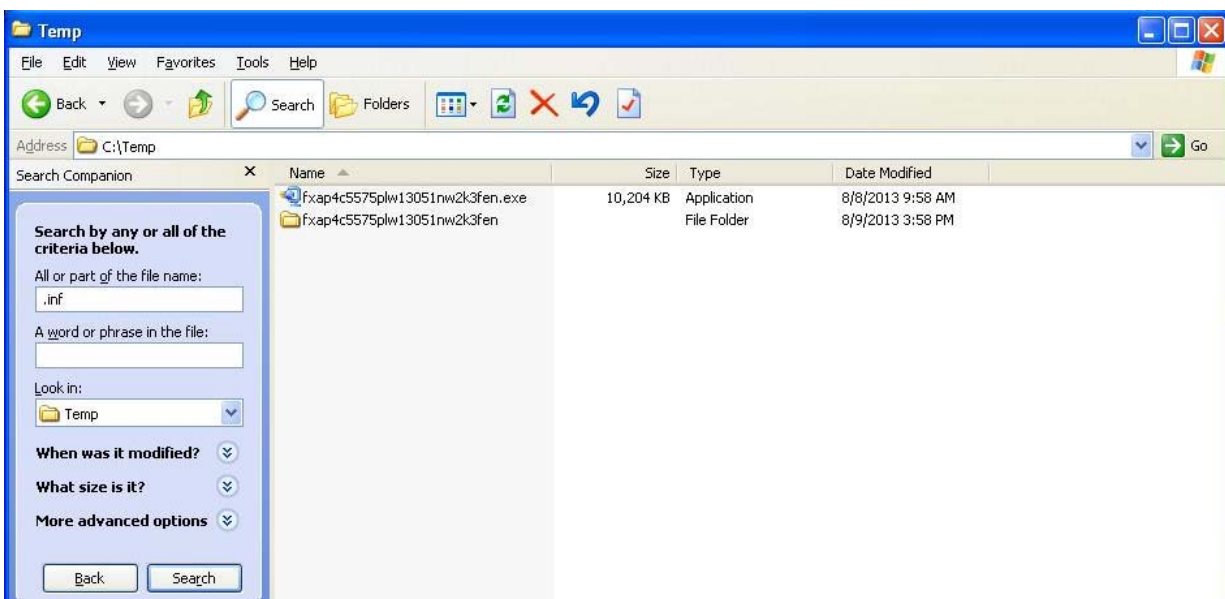 Temp
File Edit View Favorites Tools Help
Back Search Folders
Address C:\Temp Go
Search Companion
Name Size Type Date Modified
fxap4c5575plw13051nw2k3fen.exe 10,204 KB Application 8/8/2013 9:58 AM
fxap4c5575plw13051nw2k3fen File Folder 8/9/2013 3:58 PM
Search by any or all of the
criteria below.
All or part of the file name:
.inf
A word or phrase in the file:
Look in:
Temp
When was it modified?
What size is it?
More advanced options
Back Search